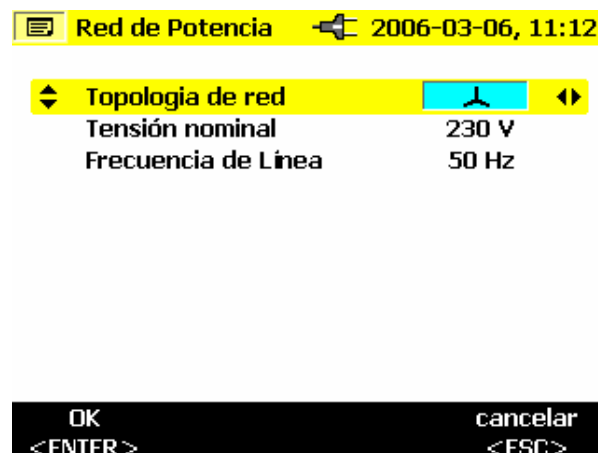 Red de Potencia 2006-03-06, 11:12
Topologia de red
Tensión nominal 230 V
Frecuencia de Línea 50 Hz
OK cancelar
<ENTER> <ESC>